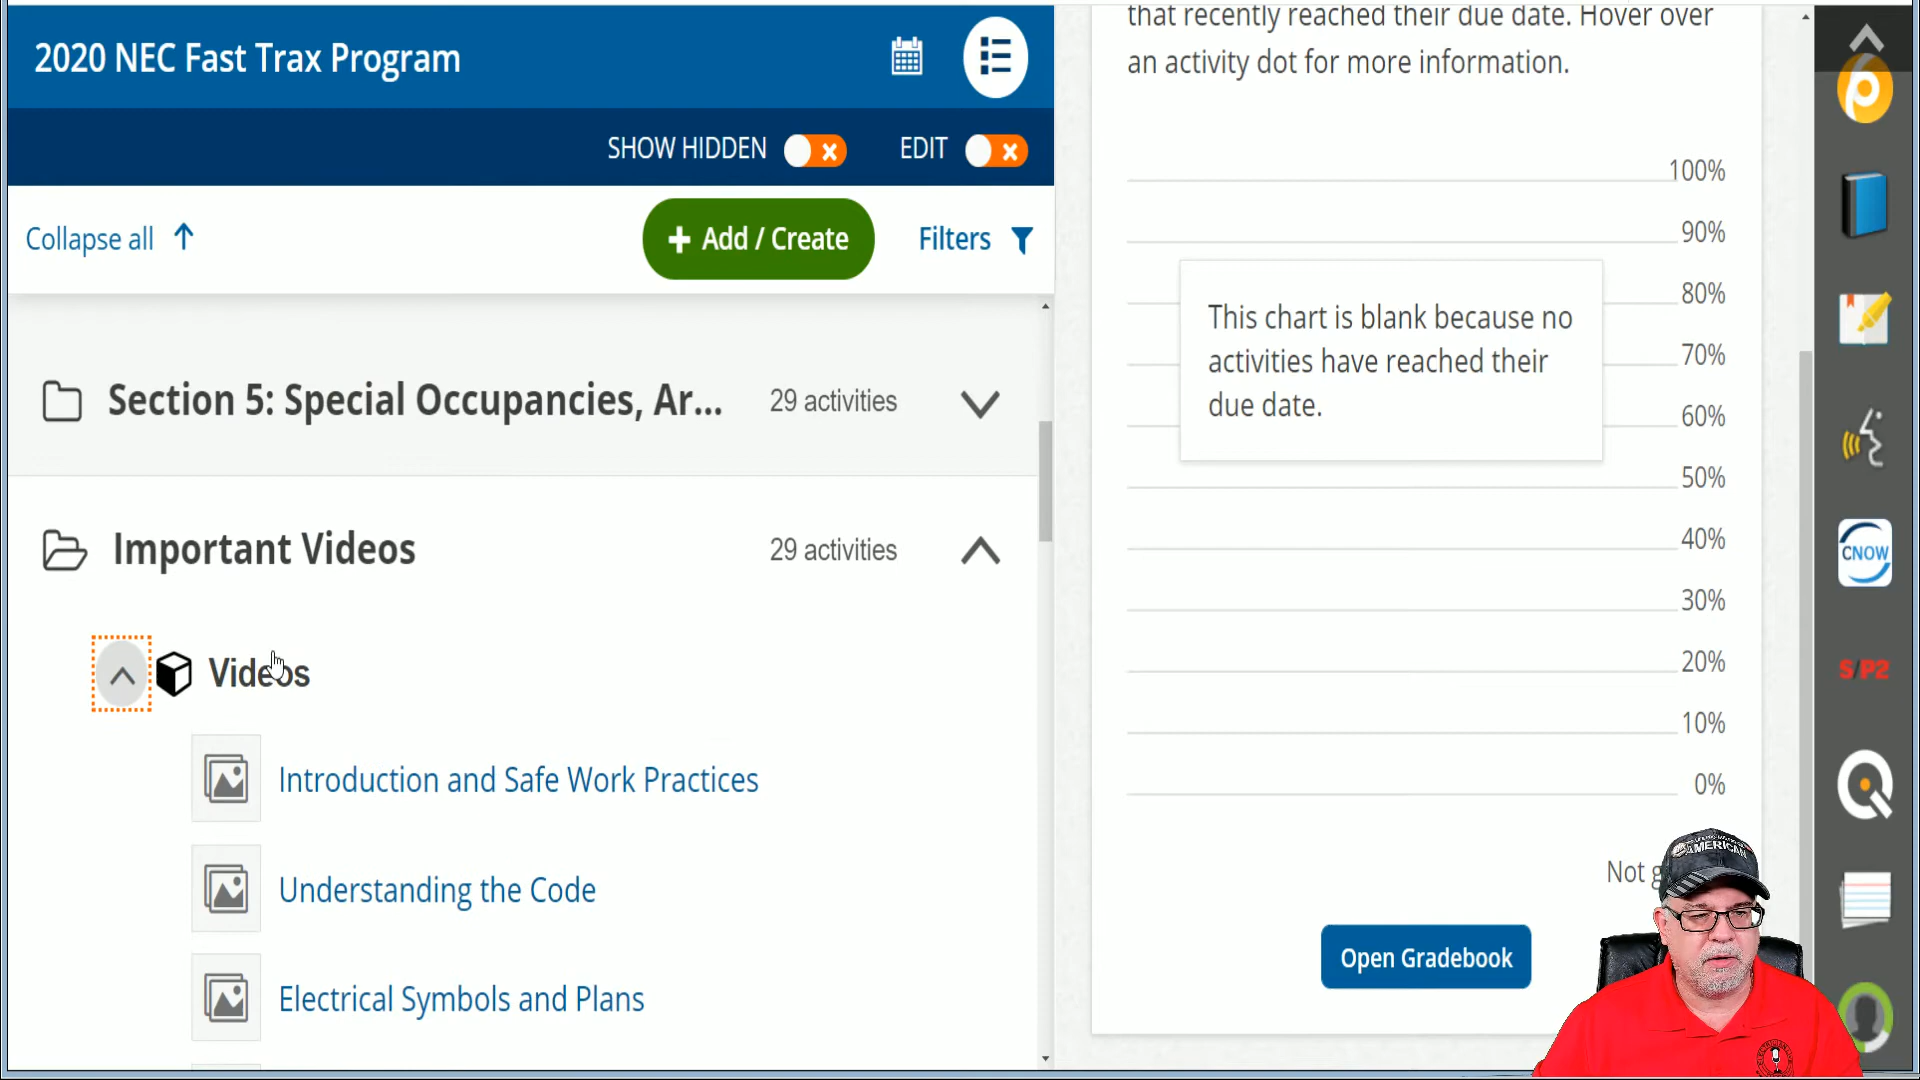 2020 NEC Fast Trax Program
SHOW HIDDEN
EDIT
Collapse all
+ Add / Create
Filters
Section 5: Special Occupancies, Ar...
29 activities
Important Videos
29 activities
Videos
Introduction and Safe Work Practices
Understanding the Code
Electrical Symbols and Plans
that recently reached their due date. Hover over
an activity dot for more information.
100%
90%
80%
This chart is blank because no
activities have reached their
due date.
70%
60%
50%
40%
30%
20%
10%
0%
Not g
Open Gradebook
CNOW
S/P2
AMERICAN